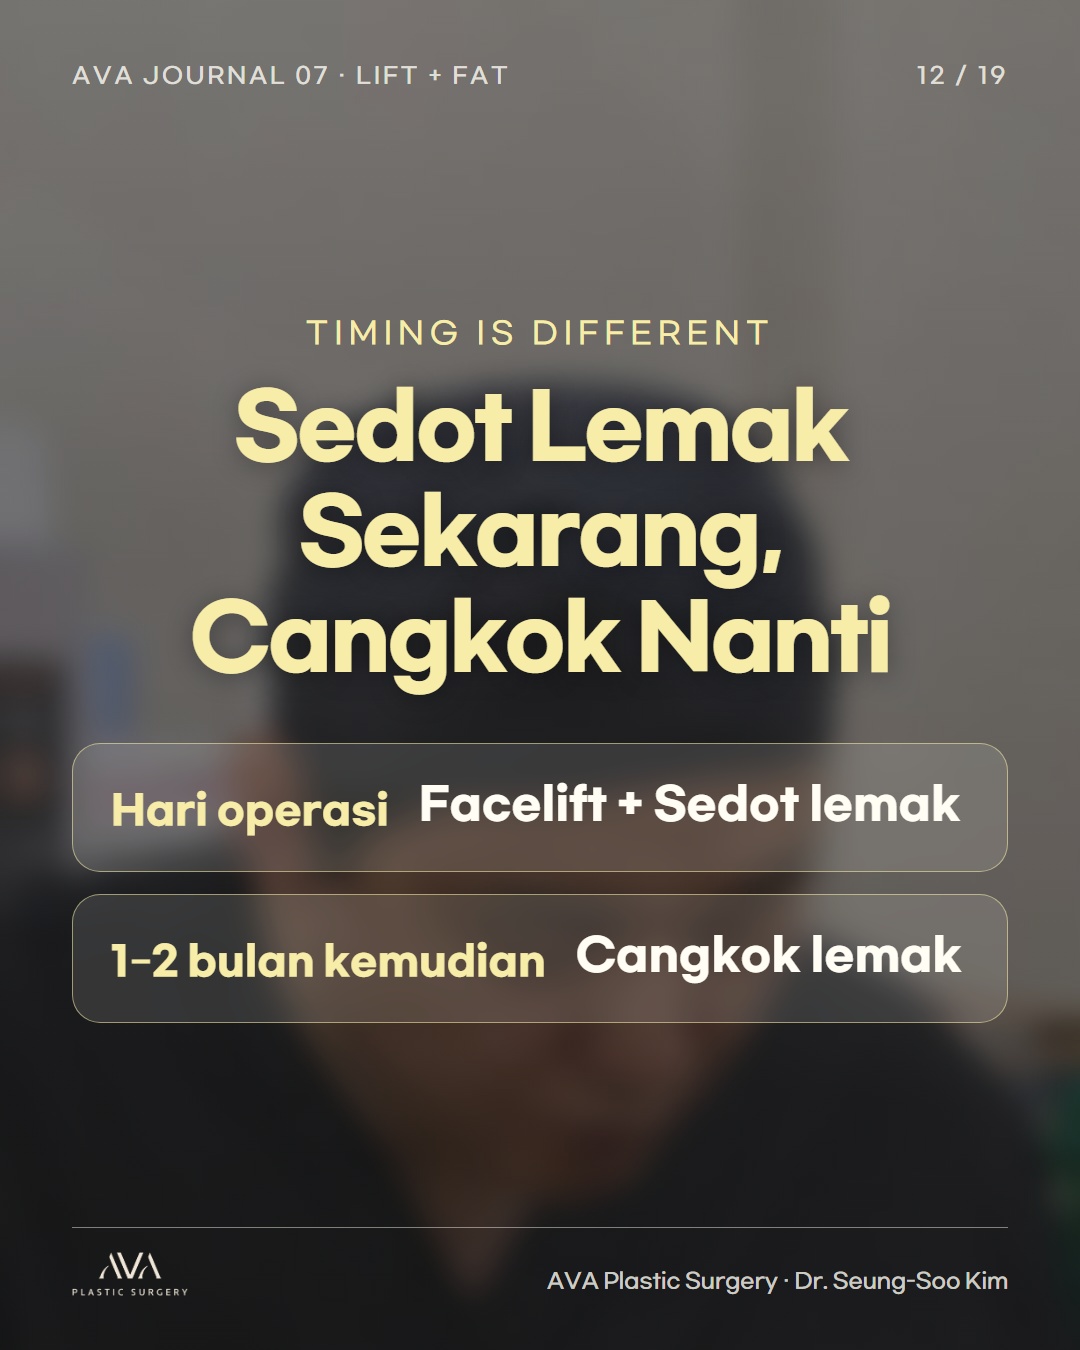 AVA JOURNAL 07 · LIFT + FAT
12 / 19
TIMING IS DIFFERENT
Sedot Lemak
Sekarang,
Cangkok Nanti
Hari operasi Facelift + Sedot lemak
1–2 bulan kemudian Cangkok lemak
AVA
PLASTIC SURGERY
AVA Plastic Surgery · Dr. Seung-Soo Kim